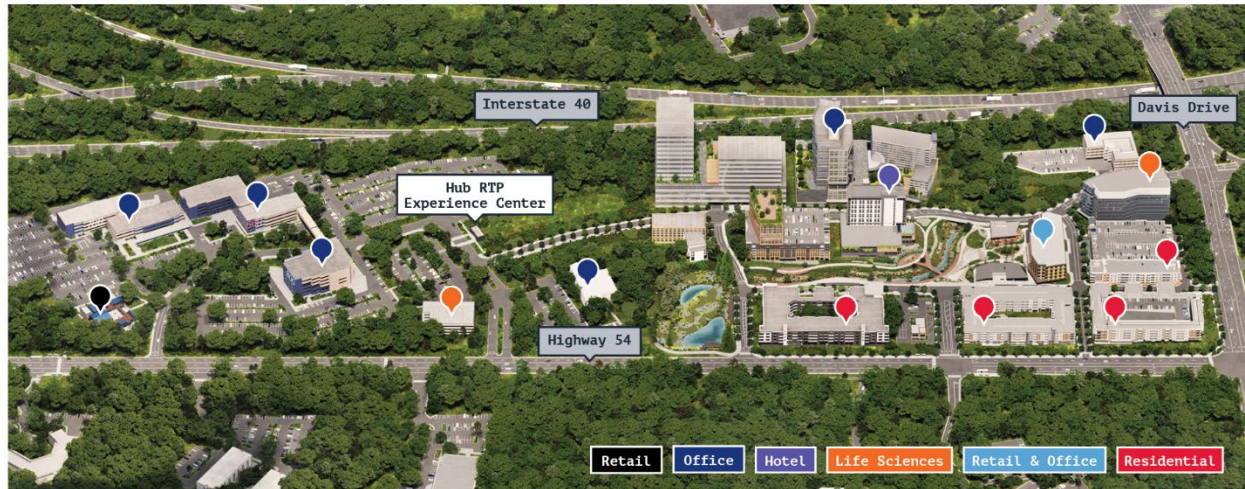 Interstate 40
Davis Drive
Hub RTP
Experience Center
Highway 54
Retail
Office
Hotel
Life Sciences
Retail & Office
Residential